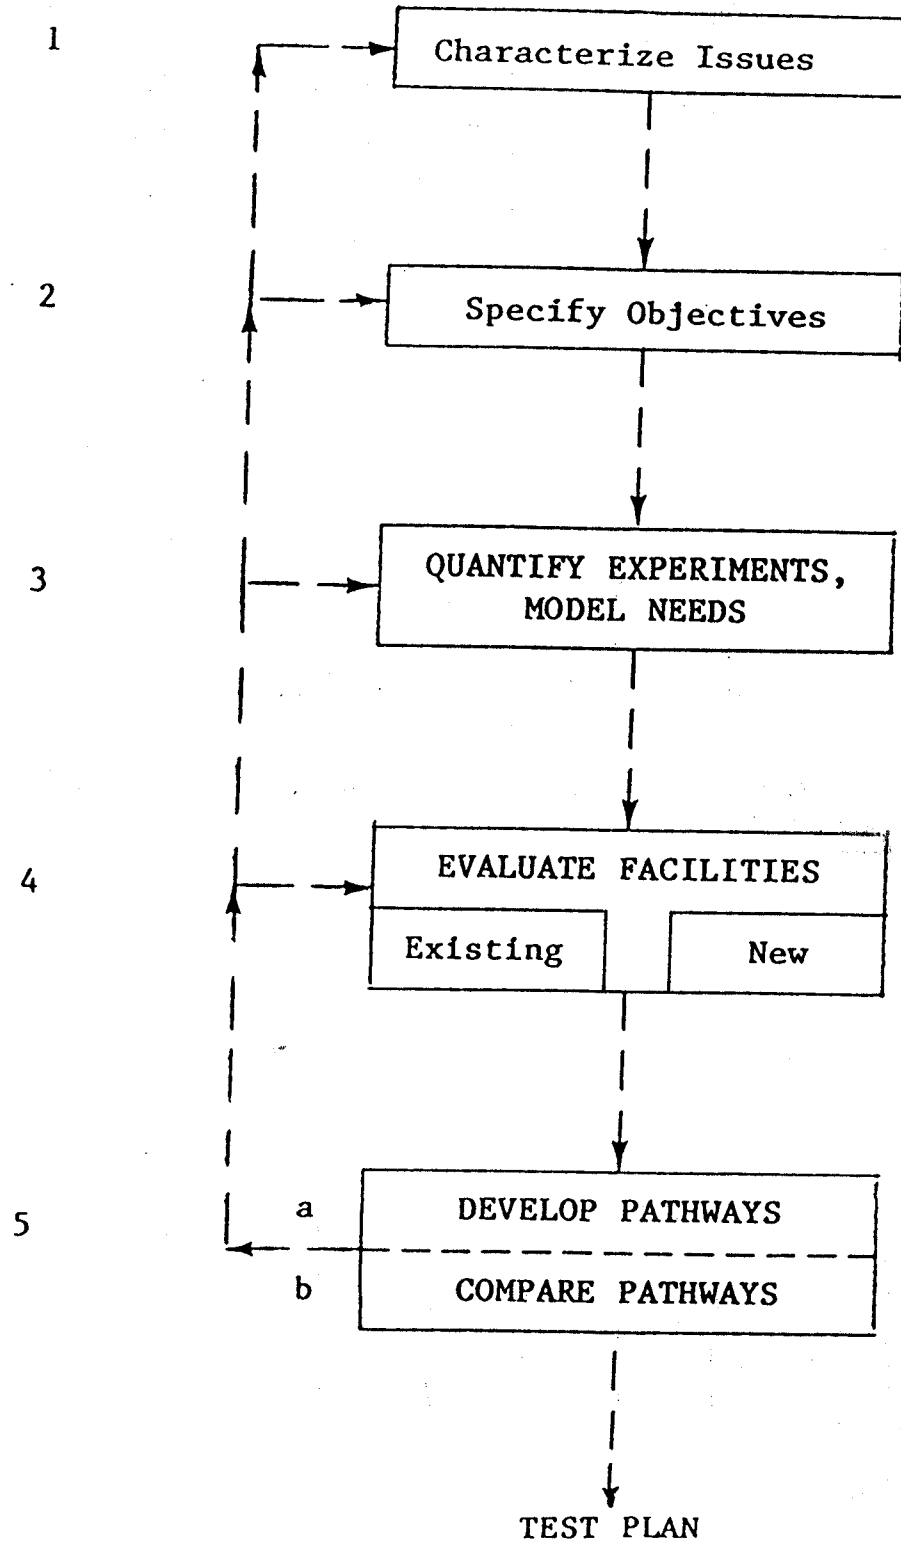 1
Characterize Issues
2
Specify Objectives
3
QUANTIFY EXPERIMENTS,
MODEL NEEDS
4
EVALUATE FACILITIES
Existing
New
5
a
DEVELOP PATHWAYS
b
COMPARE PATHWAYS
TEST PLAN